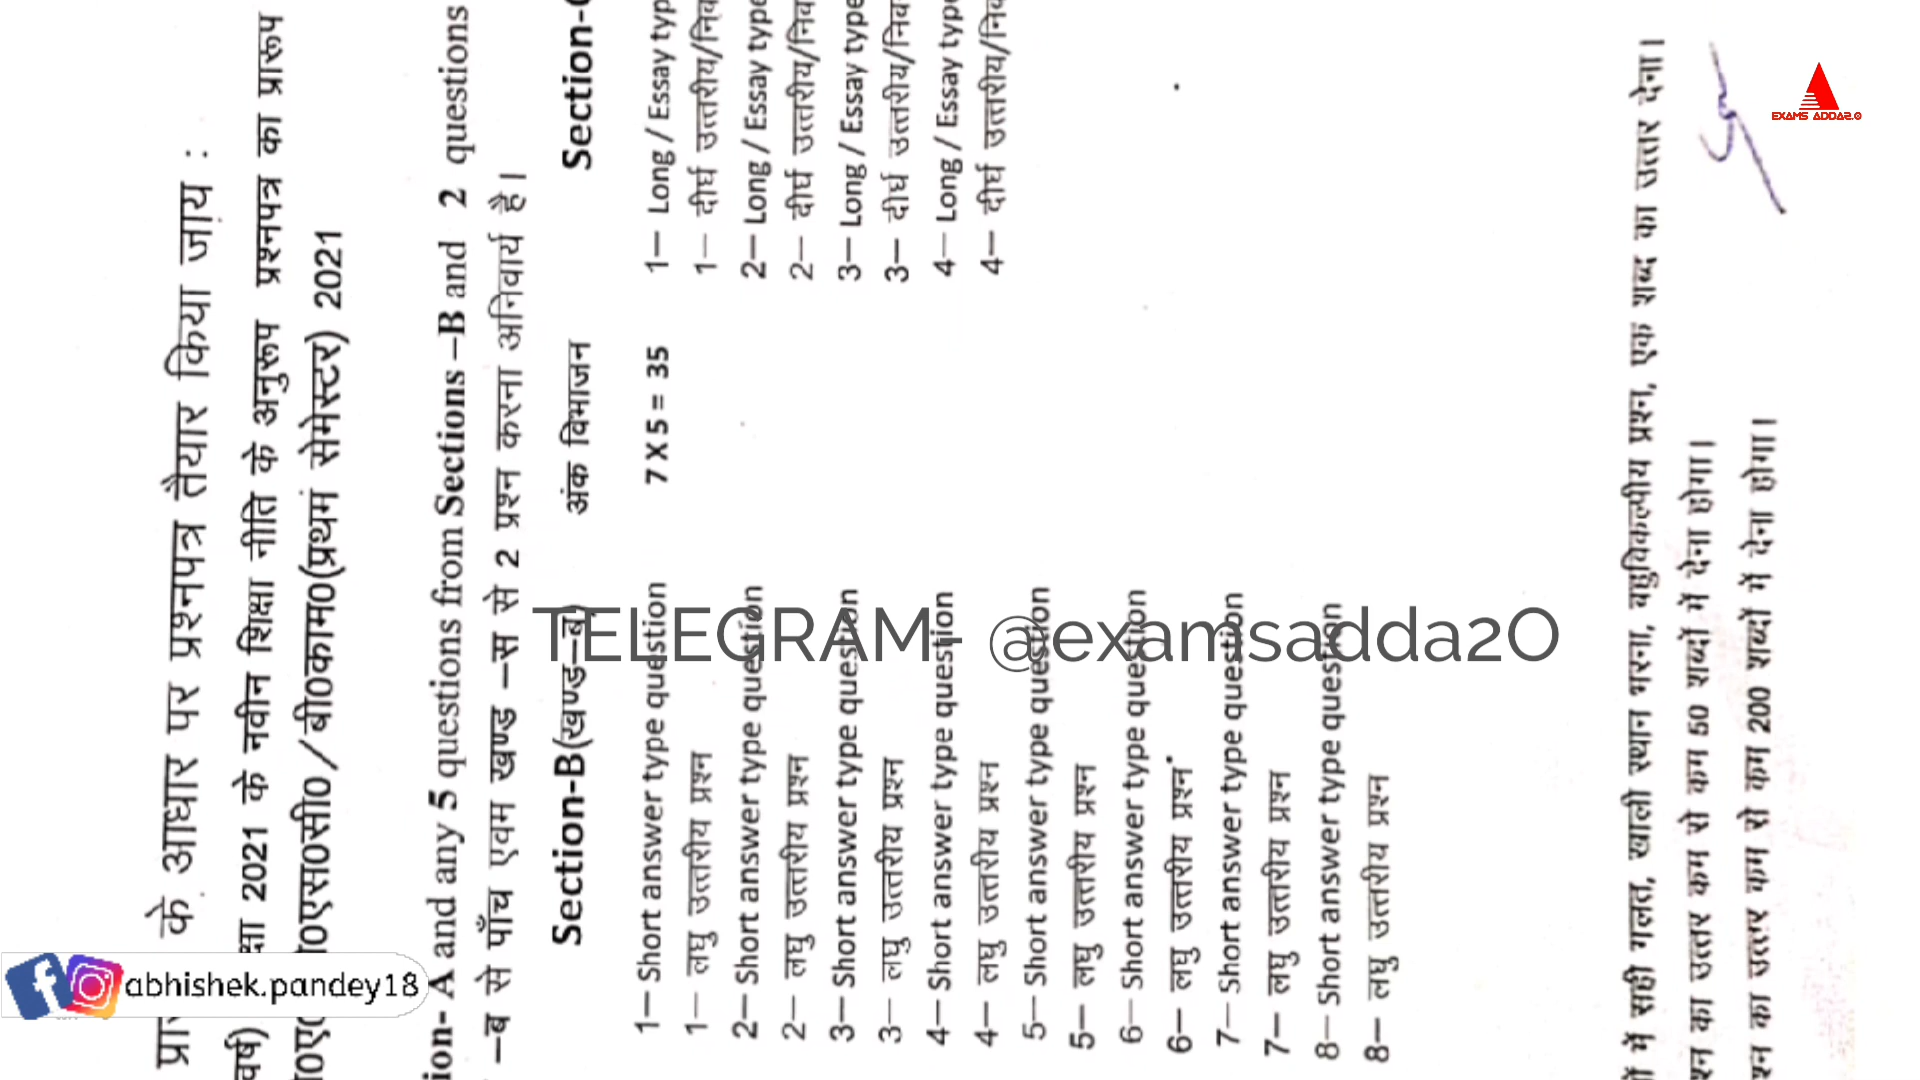 के आधार पर प्रश्नपत्र तैयार किया जाय :
वर्ष) क्षा 2021 के नवीन शिक्षा नीति के अनुरूप प्रश्नपत्र का प्रारूप
०एस०सी० / बी०काम०(प्रथम सेमेस्टर) 2021
ion- A and any 5 questions from Sections –B and 2 questions
–ब से पाँच एवम खण्ड –स से 2 प्रश्न करना अनिवार्य है।
Section-B(खण्ड–ब) अंक विभाजन
1– Short answer type question 7 X 5 = 35
1– लघु उत्तरीय प्रश्न
2– Short answer type question
2– लघु उत्तरीय प्रश्न
3– Short answer type question
3– लघु उत्तरीय प्रश्न
4– Short answer type question
4– लघु उत्तरीय प्रश्न
5– Short answer type question
5– लघु उत्तरीय प्रश्न
6– Short answer type question
6– लघु उत्तरीय प्रश्न
7– Short answer type question
7– लघु उत्तरीय प्रश्न
8– Short answer type question
8– लघु उत्तरीय प्रश्न
Section-
1– Long / Essay typ
1– दीर्घ उत्तरीय/निब
2– Long / Essay type
2– दीर्घ उत्तरीय/निब
3– Long / Essay type
3– दीर्घ उत्तरीय/निब
4– Long / Essay type
4– दीर्घ उत्तरीय/निब
में सही गलत, खाली स्थान भरना, बहुविकल्पीय प्रश्न, एक शब्द का उत्तर देना।
का उत्तर कम से कम 50 शब्दों में देना होगा।
का उत्तर कम से कम 200 शब्दों में देना होगा।
TELEGRAM- @examsadda2O
abhishek.pandey18
EXAMS ADDA2.0